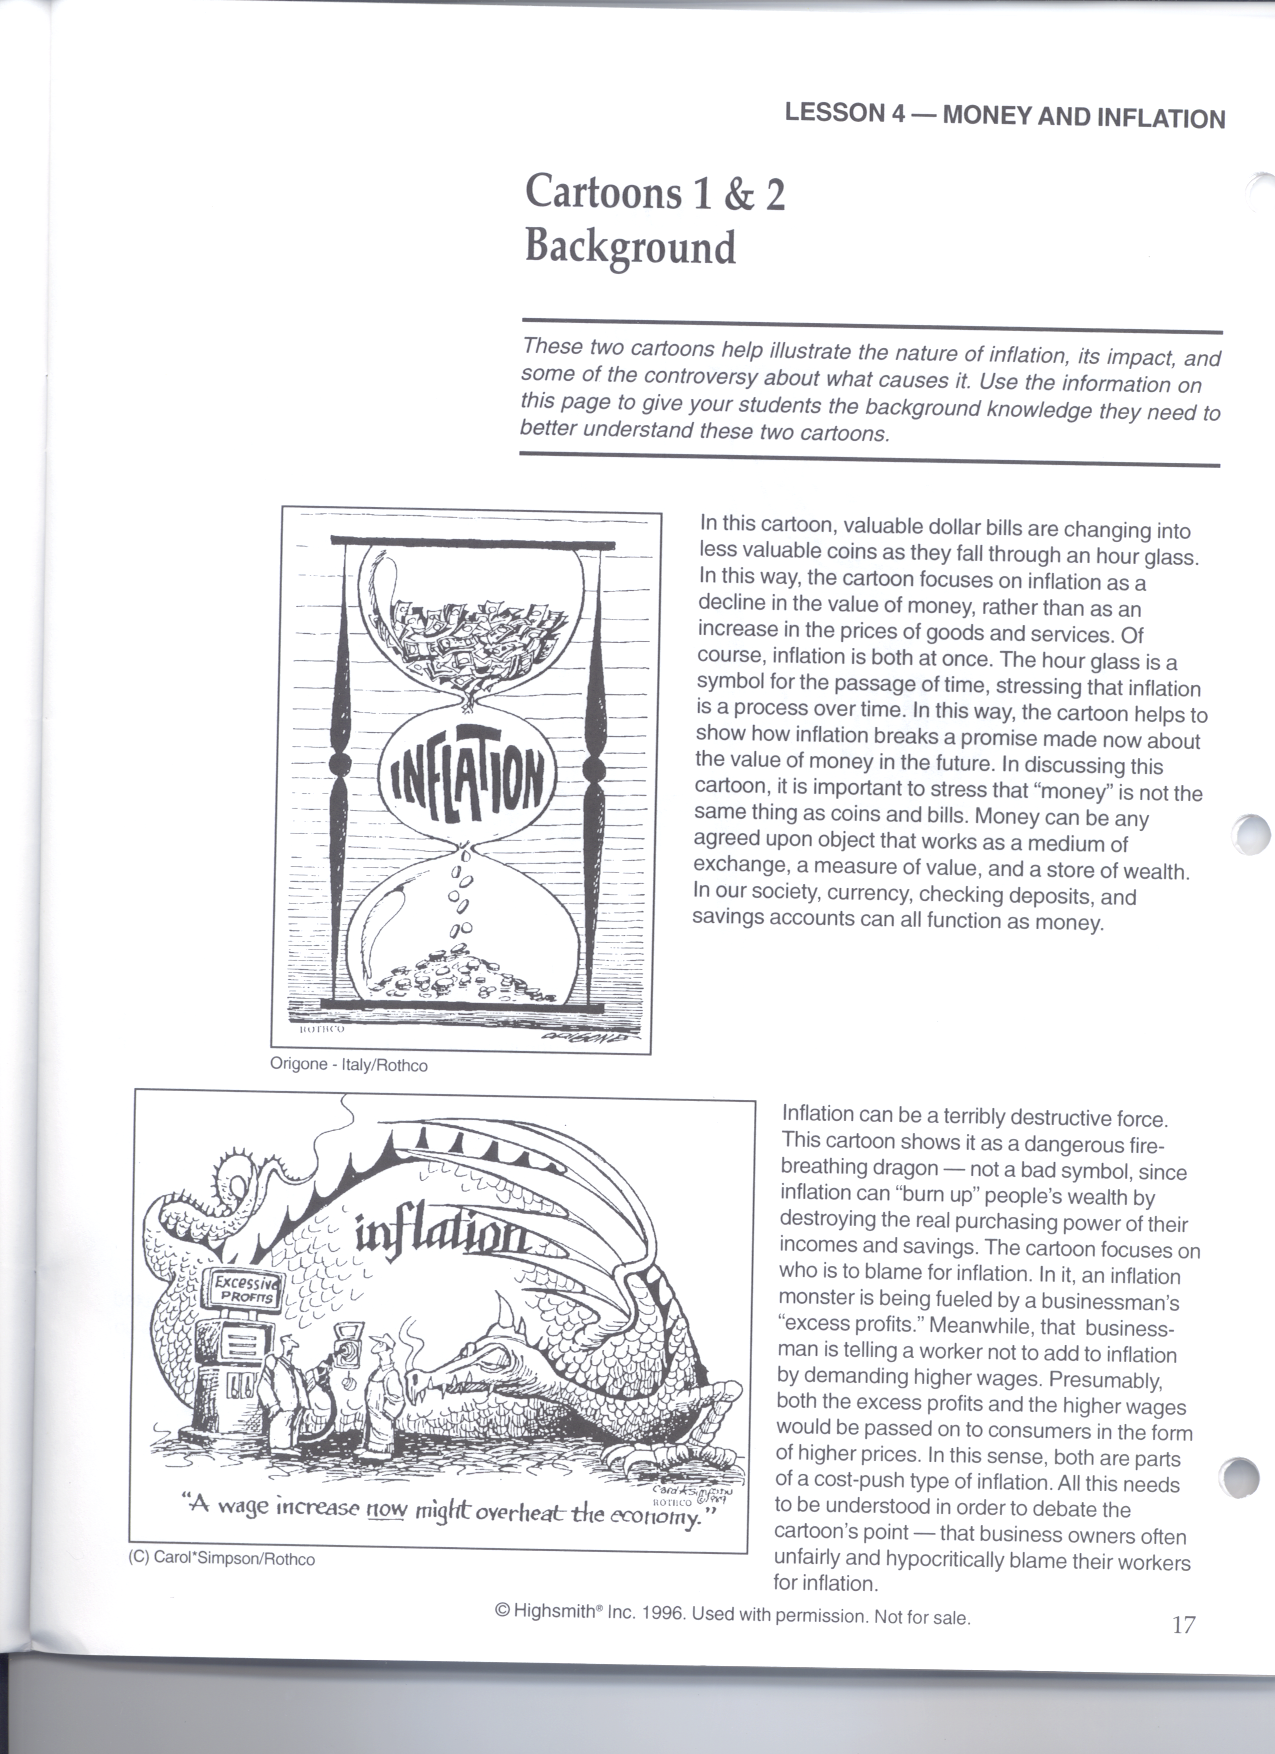 LESSON 4 — MONEY AND INFLATION
Cartoons 1 & 2
Background
These two cartoons help illustrate the nature of inflation, its impact, and
some of the controversy about what causes it. Use the information on
this page to give your students the background knowledge they need to
better understand these two cartoons.
INFLATION
ROTHCO
Origone - Italy/Rothco
In this cartoon, valuable dollar bills are changing into
less valuable coins as they fall through an hour glass.
In this way, the cartoon focuses on inflation as a
decline in the value of money, rather than as an
increase in the prices of goods and services. Of
course, inflation is both at once. The hour glass is a
symbol for the passage of time, stressing that inflation
is a process over time. In this way, the cartoon helps to
show how inflation breaks a promise made now about
the value of money in the future. In discussing this
cartoon, it is important to stress that “money” is not the
same thing as coins and bills. Money can be any
agreed upon object that works as a medium of
exchange, a measure of value, and a store of wealth.
In our society, currency, checking deposits, and
savings accounts can all function as money.
inflation
Excessive
PROFITS
Carol*Simpson
ROTHCO
“A wage increase now might overheat the economy.”
(C) Carol*Simpson/Rothco
Inflation can be a terribly destructive force.
This cartoon shows it as a dangerous fire-
breathing dragon — not a bad symbol, since
inflation can “burn up” people’s wealth by
destroying the real purchasing power of their
incomes and savings. The cartoon focuses on
who is to blame for inflation. In it, an inflation
monster is being fueled by a businessman’s
“excess profits.” Meanwhile, that business-
man is telling a worker not to add to inflation
by demanding higher wages. Presumably,
both the excess profits and the higher wages
would be passed on to consumers in the form
of higher prices. In this sense, both are parts
of a cost-push type of inflation. All this needs
to be understood in order to debate the
cartoon’s point — that business owners often
unfairly and hypocritically blame their workers
for inflation.
© Highsmith® Inc. 1996. Used with permission. Not for sale.
17